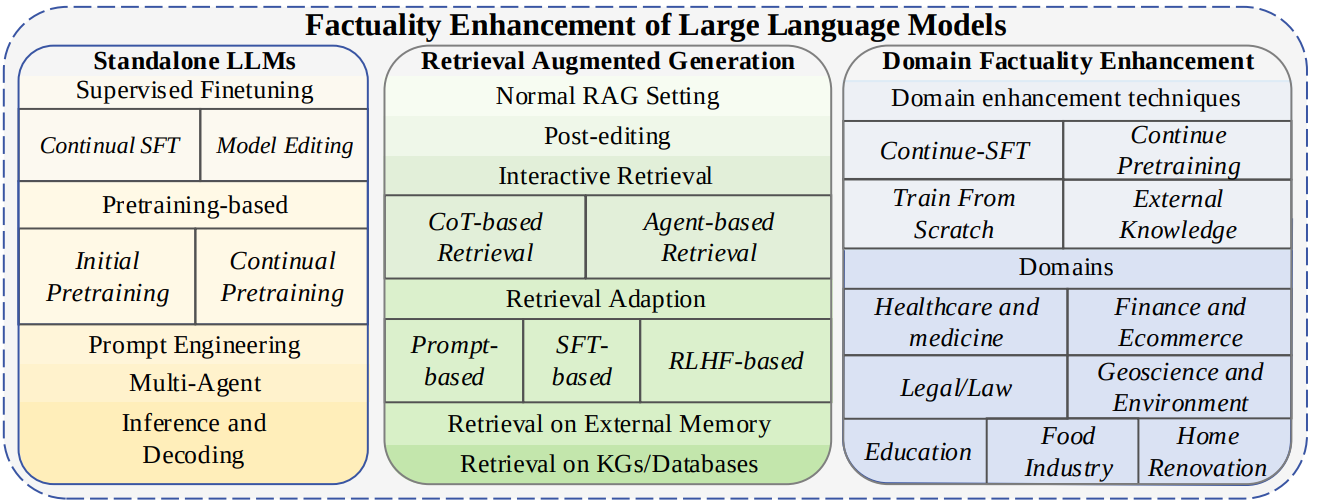 Factuality Enhancement of Large Language Models
Standalone LLMs
Supervised Finetuning
Continual SFT
Model Editing
Pretraining-based
Initial
Pretraining
Continual
Pretraining
Prompt Engineering
Multi-Agent
Inference and
Decoding
Retrieval Augmented Generation
Normal RAG Setting
Post-editing
Interactive Retrieval
CoT-based
Retrieval
Agent-based
Retrieval
Retrieval Adaption
Prompt-
based
SFT-
based
RLHF-based
Retrieval on External Memory
Retrieval on KGs/Databases
Domain Factuality Enhancement
Domain enhancement techniques
Continue-SFT
Continue
Pretraining
Train From
Scratch
External
Knowledge
Domains
Healthcare and
medicine
Finance and
Ecommerce
Legal/Law
Geoscience and
Environment
Education
Food
Industry
Home
Renovation